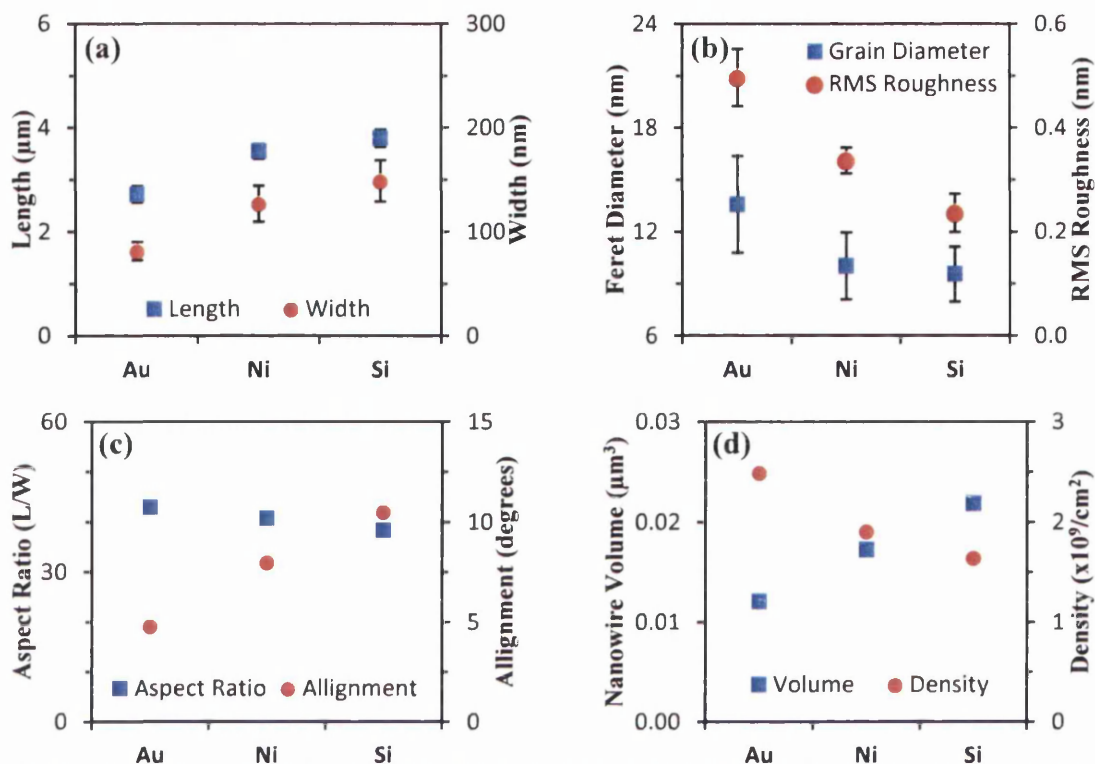 (a)
6
4
2
0
Length (µm)
300
200
100
0
Width (nm)
Length
Width
Au Ni Si
(b)
24
18
12
6
Feret Diameter (nm)
0.6
0.4
0.2
0.0
RMS Roughness (nm)
Grain Diameter
RMS Roughness
Au Ni Si
(c)
60
30
0
Aspect Ratio (L/W)
15
10
5
0
Allignment (degrees)
Aspect Ratio
Allignment
Au Ni Si
(d)
0.03
0.02
0.01
0.00
Nanowire Volume (µm³)
3
2
1
0
Density (x10⁹/cm²)
Volume
Density
Au Ni Si